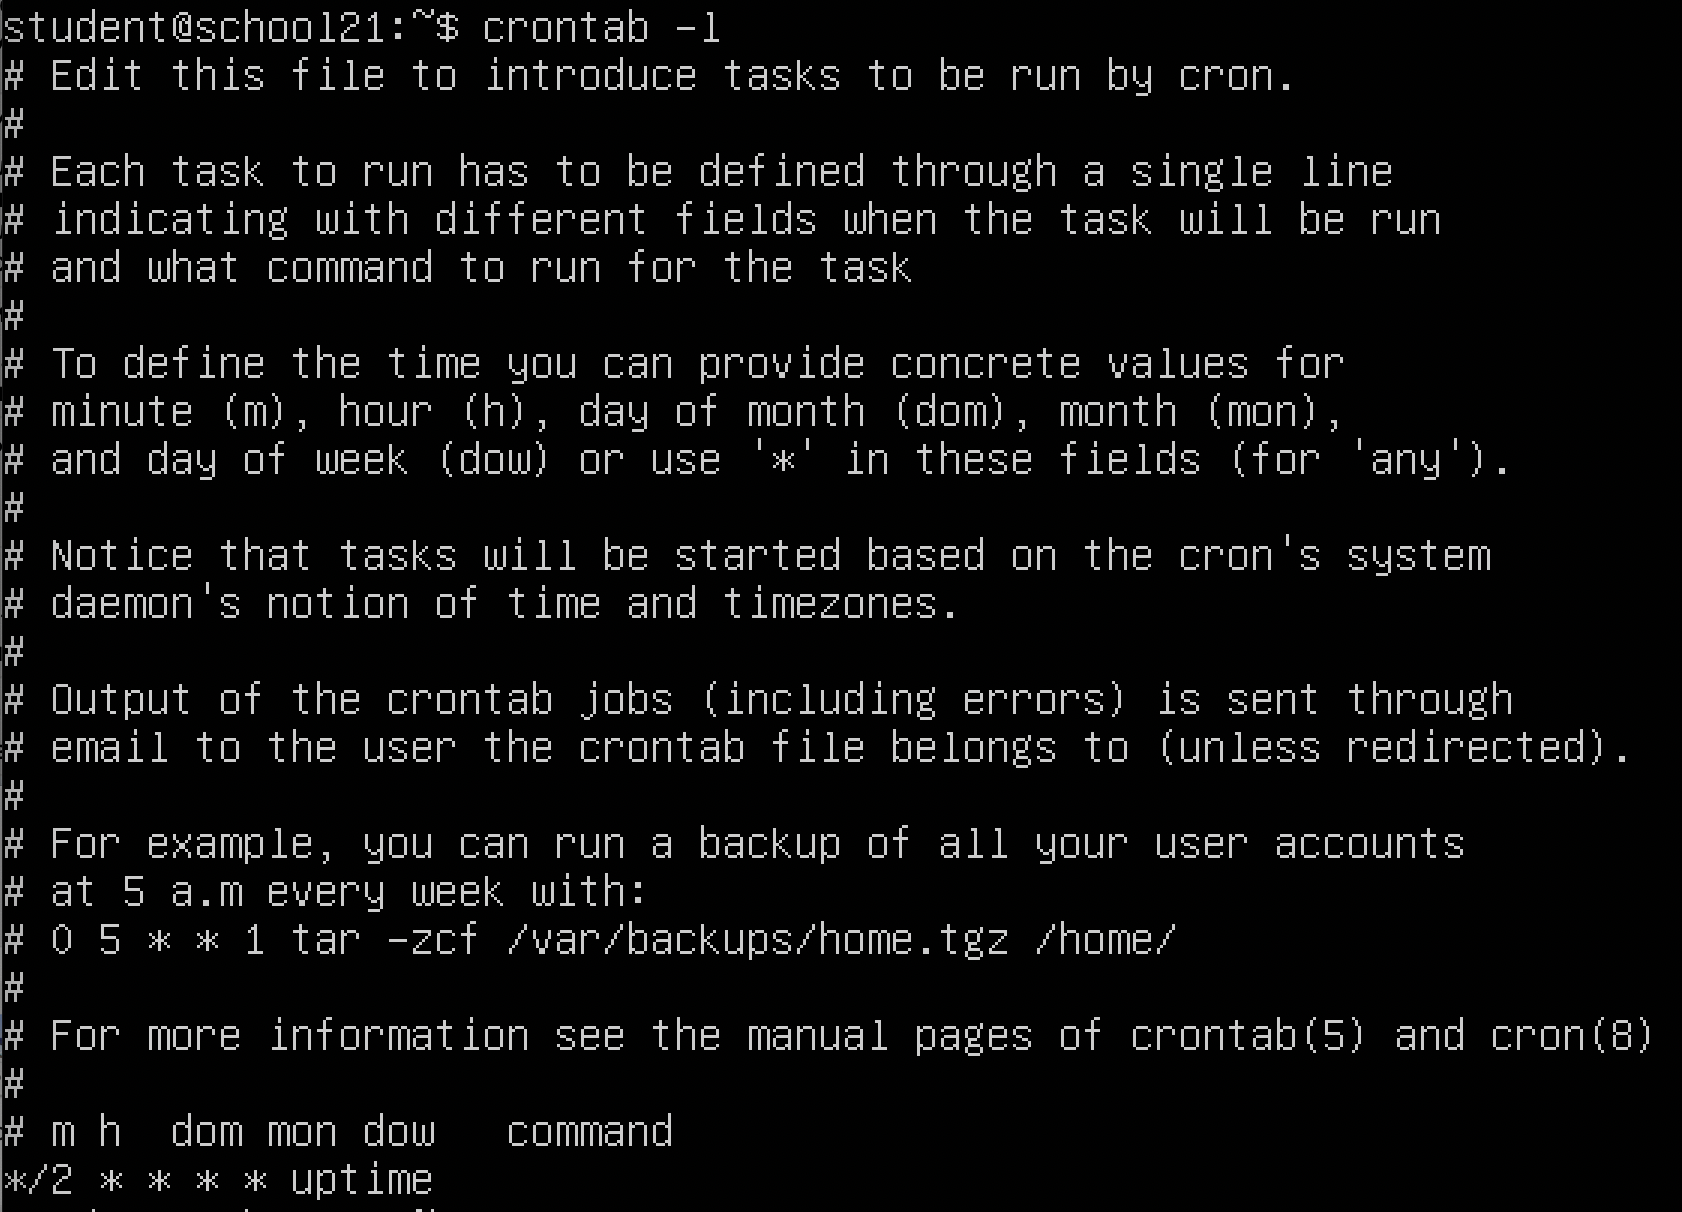 student@school21:~$ crontab -l
# Edit this file to introduce tasks to be run by cron.
#
# Each task to run has to be defined through a single line
# indicating with different fields when the task will be run
# and what command to run for the task
#
# To define the time you can provide concrete values for
# minute (m), hour (h), day of month (dom), month (mon),
# and day of week (dow) or use '*' in these fields (for 'any').
#
# Notice that tasks will be started based on the cron's system
# daemon's notion of time and timezones.
#
# Output of the crontab jobs (including errors) is sent through
# email to the user the crontab file belongs to (unless redirected).
#
# For example, you can run a backup of all your user accounts
# at 5 a.m every week with:
# 0 5 * * 1 tar -zcf /var/backups/home.tgz /home/
#
# For more information see the manual pages of crontab(5) and cron(8)
#
# m h  dom mon dow   command
*/2 * * * * uptime